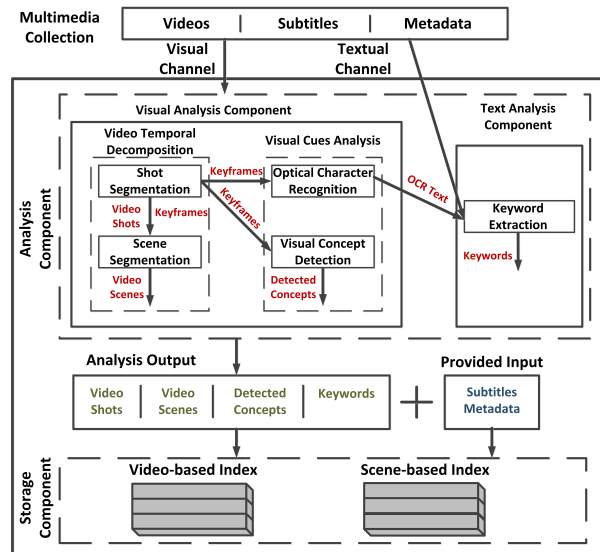 Multimedia
Collection
Videos
Subtitles
Metadata
Visual
Channel
Textual
Channel
Analysis
Component
Visual Analysis Component
Text Analysis
Component
Video Temporal
Decomposition
Visual Cues Analysis
Shot
Segmentation
Keyframes
Optical Character
Recognition
OCR Text
Video
Shots
Keyframes
Keyframes
Keyword
Extraction
Scene
Segmentation
Visual Concept
Detection
Keywords
Video
Scenes
Detected
Concepts
Analysis Output
Provided Input
Video
Shots
Video
Scenes
Detected
Concepts
Keywords
Subtitles
Metadata
Storage
Component
Video-based Index
Scene-based Index